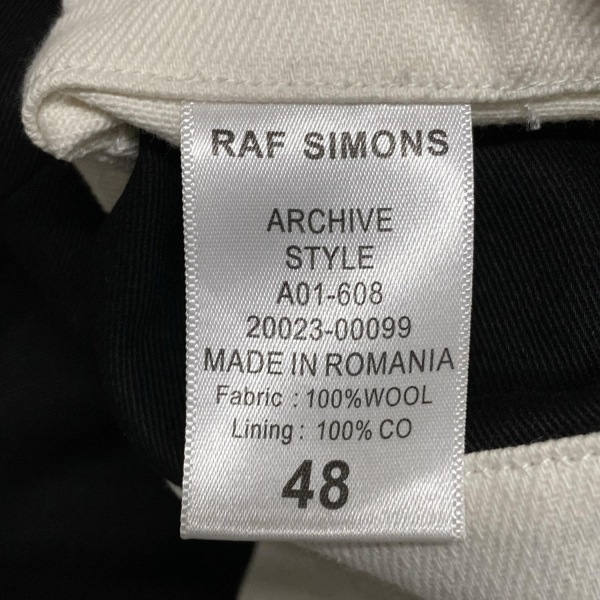 RAF SIMONS
ARCHIVE
STYLE
A01-608
20023-00099
MADE IN ROMANIA
Fabric : 100%WOOL
Lining : 100% CO
48